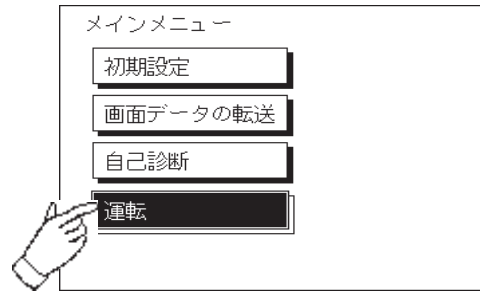 メインメニュー
初期設定
画面データの転送
自己診断
運転